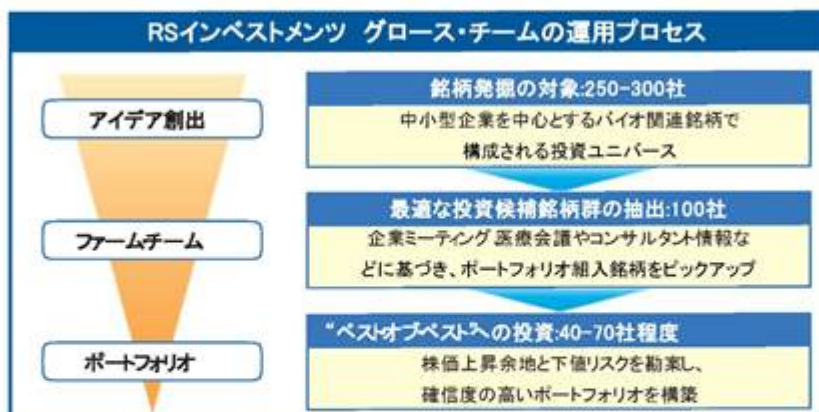 RSインベストメンツ グロース・チームの運用プロセス
アイデア創出
銘柄発掘の対象:250-300社
中小型企業を中心とするバイオ関連銘柄で
構成される投資ユニバース
ファームチーム
最適な投資候補銘柄群の抽出:100社
企業ミーティング、医療会議やコンサルタント情報な
どに基づき、ポートフォリオ組入銘柄をピックアップ
ポートフォリオ
“ベストオブベスト”への投資:40-70社程度
株価上昇余地と下値リスクを勘案し、
確信度の高いポートフォリオを構築